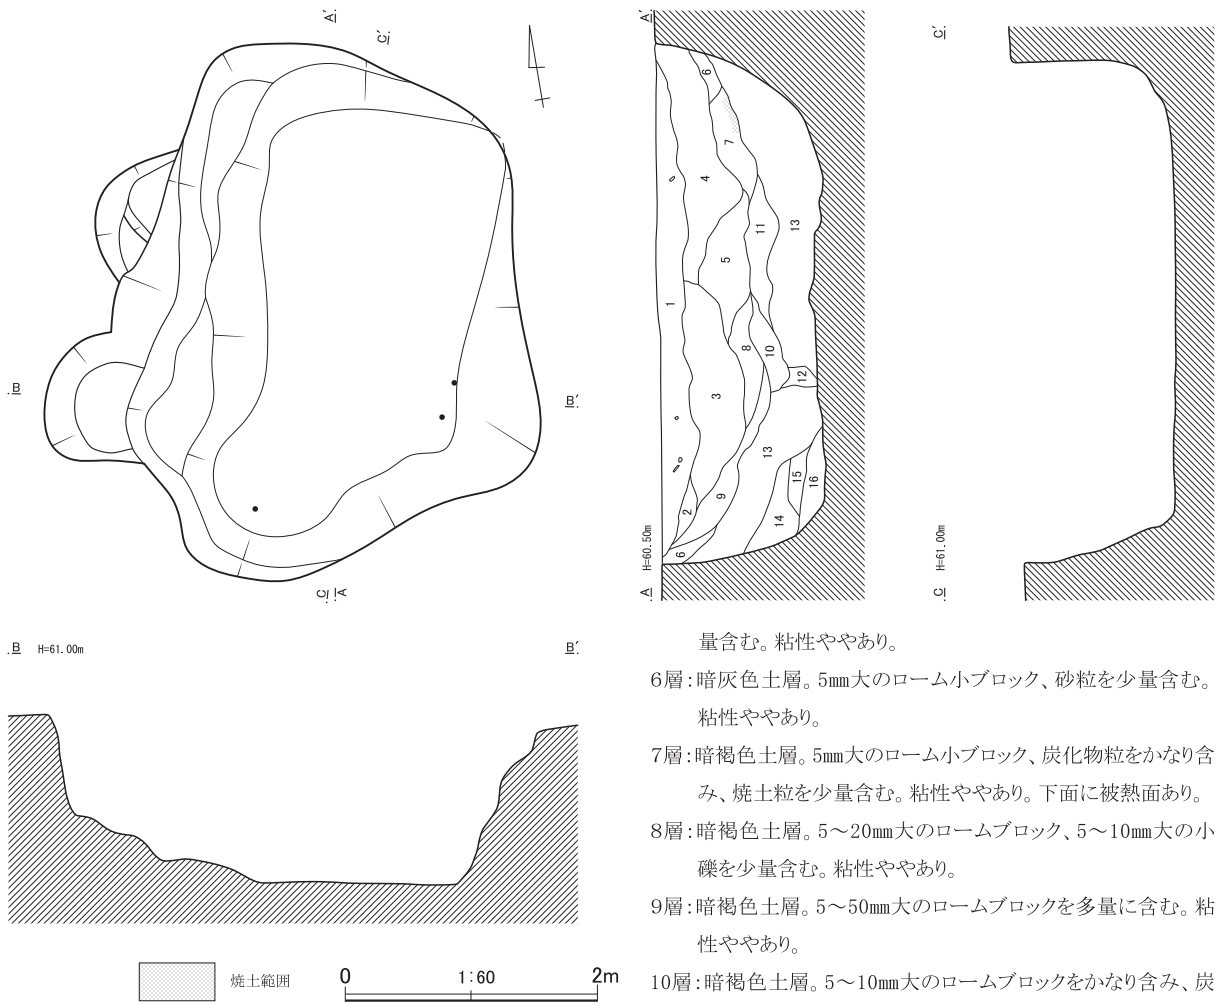 A′
C′
B
B′
C
A
A′
6
7
4
13
11
5
1
8
10
12
3
13
15
16
9
2
14
6
A
H=60.50m
C′
C
H=61.00m
B
H=61.00m
B′
量含む。粘性ややあり。
6層：暗灰色土層。5mm大のローム小ブロック、砂粒を少量含む。
粘性ややあり。
7層：暗褐色土層。5mm大のローム小ブロック、炭化物粒をかなり含
み、焼土粒を少量含む。粘性ややあり。下面に被熱面あり。
8層：暗褐色土層。5～20mm大のロームブロック、5～10mm大の小
礫を少量含む。粘性ややあり。
9層：暗褐色土層。5～50mm大のロームブロックを多量に含む。粘
性ややあり。
10層：暗褐色土層。5～10mm大のロームブロックをかなり含み、炭
焼土範囲
0
1:60
2m